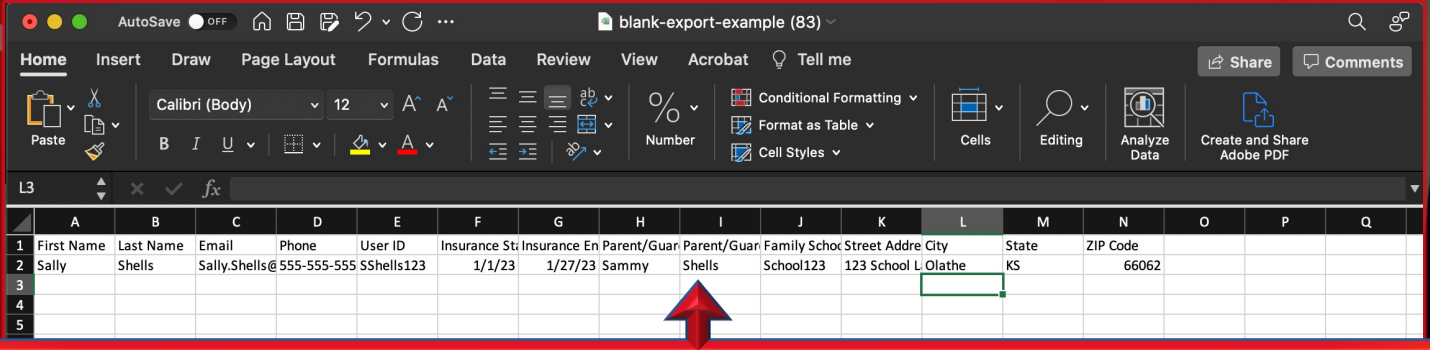 AutoSave OFF blank-export-example (83)
Home Insert Draw Page Layout Formulas Data Review View Acrobat Tell me Share Comments
Paste
Calibri (Body) 12 A A
B I U A
ab
c
%
Number
Conditional Formatting
Format as Table
Cell Styles
Cells
Editing
Analyze
Data
Create and Share
Adobe PDF
L3 fx
A B C D E F G H I J K L M N O P Q
1 First Name Last Name Email Phone User ID Insurance Sta Insurance En Parent/Guar Parent/Guar Family Schoo Street Addre City State ZIP Code
2 Sally Shells Sally.Shells@ 555-555-555 SShells123 1/1/23 1/27/23 Sammy Shells School123 123 School L Olathe KS 66062
3
4
5